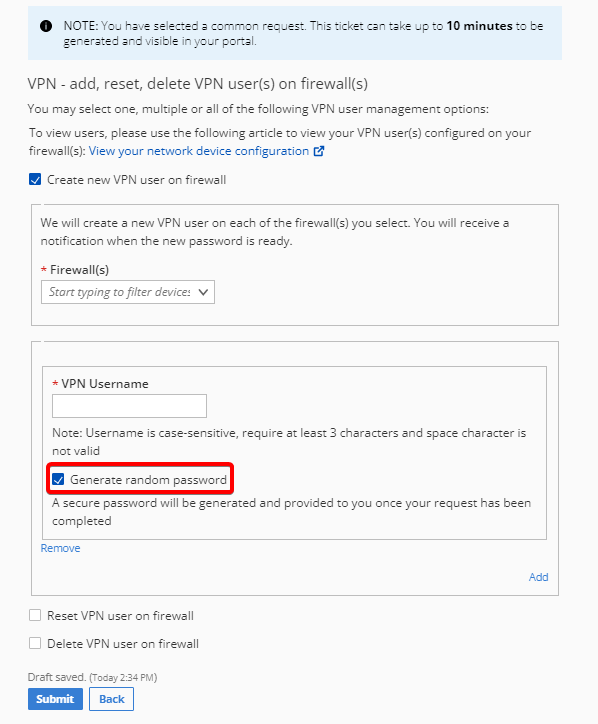 NOTE: You have selected a common request. This ticket can take up to 10 minutes to be
generated and visible in your portal.
VPN - add, reset, delete VPN user(s) on firewall(s)
You may select one, multiple or all of the following VPN user management options:
To view users, please use the following article to view your VPN user(s) configured on your
firewall(s): View your network device configuration
Create new VPN user on firewall
We will create a new VPN user on each of the firewall(s) you select. You will receive a
notification when the new password is ready.
* Firewall(s)
Start typing to filter devices
* VPN Username
Note: Username is case-sensitive, require at least 3 characters and space character is
not valid
Generate random password
A secure password will be generated and provided to you once your request has been
completed
Remove
Add
Reset VPN user on firewall
Delete VPN user on firewall
Draft saved. (Today 2:34 PM)
Submit Back